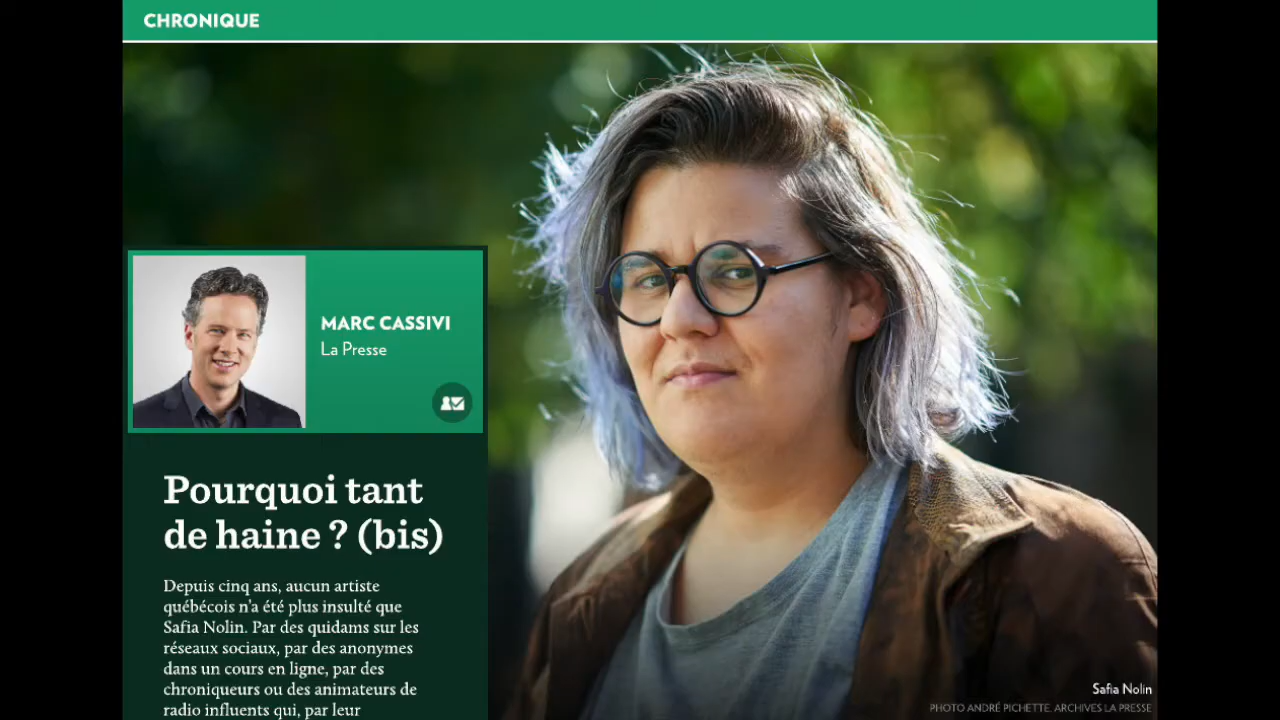 CHRONIQUE
MARC CASSIVI
La Presse
Pourquoi tant
de haine ? (bis)
Depuis cinq ans, aucun artiste
québécois n'a été plus insulté que
Safia Nolin. Par des quidams sur les
réseaux sociaux, par des anonymes
dans un cours en ligne, par des
chroniqueurs ou des animateurs de
radio influents qui, par leur
Safia Nolin
PHOTO ANDRÉ PICHETTE, ARCHIVES LA PRESSE